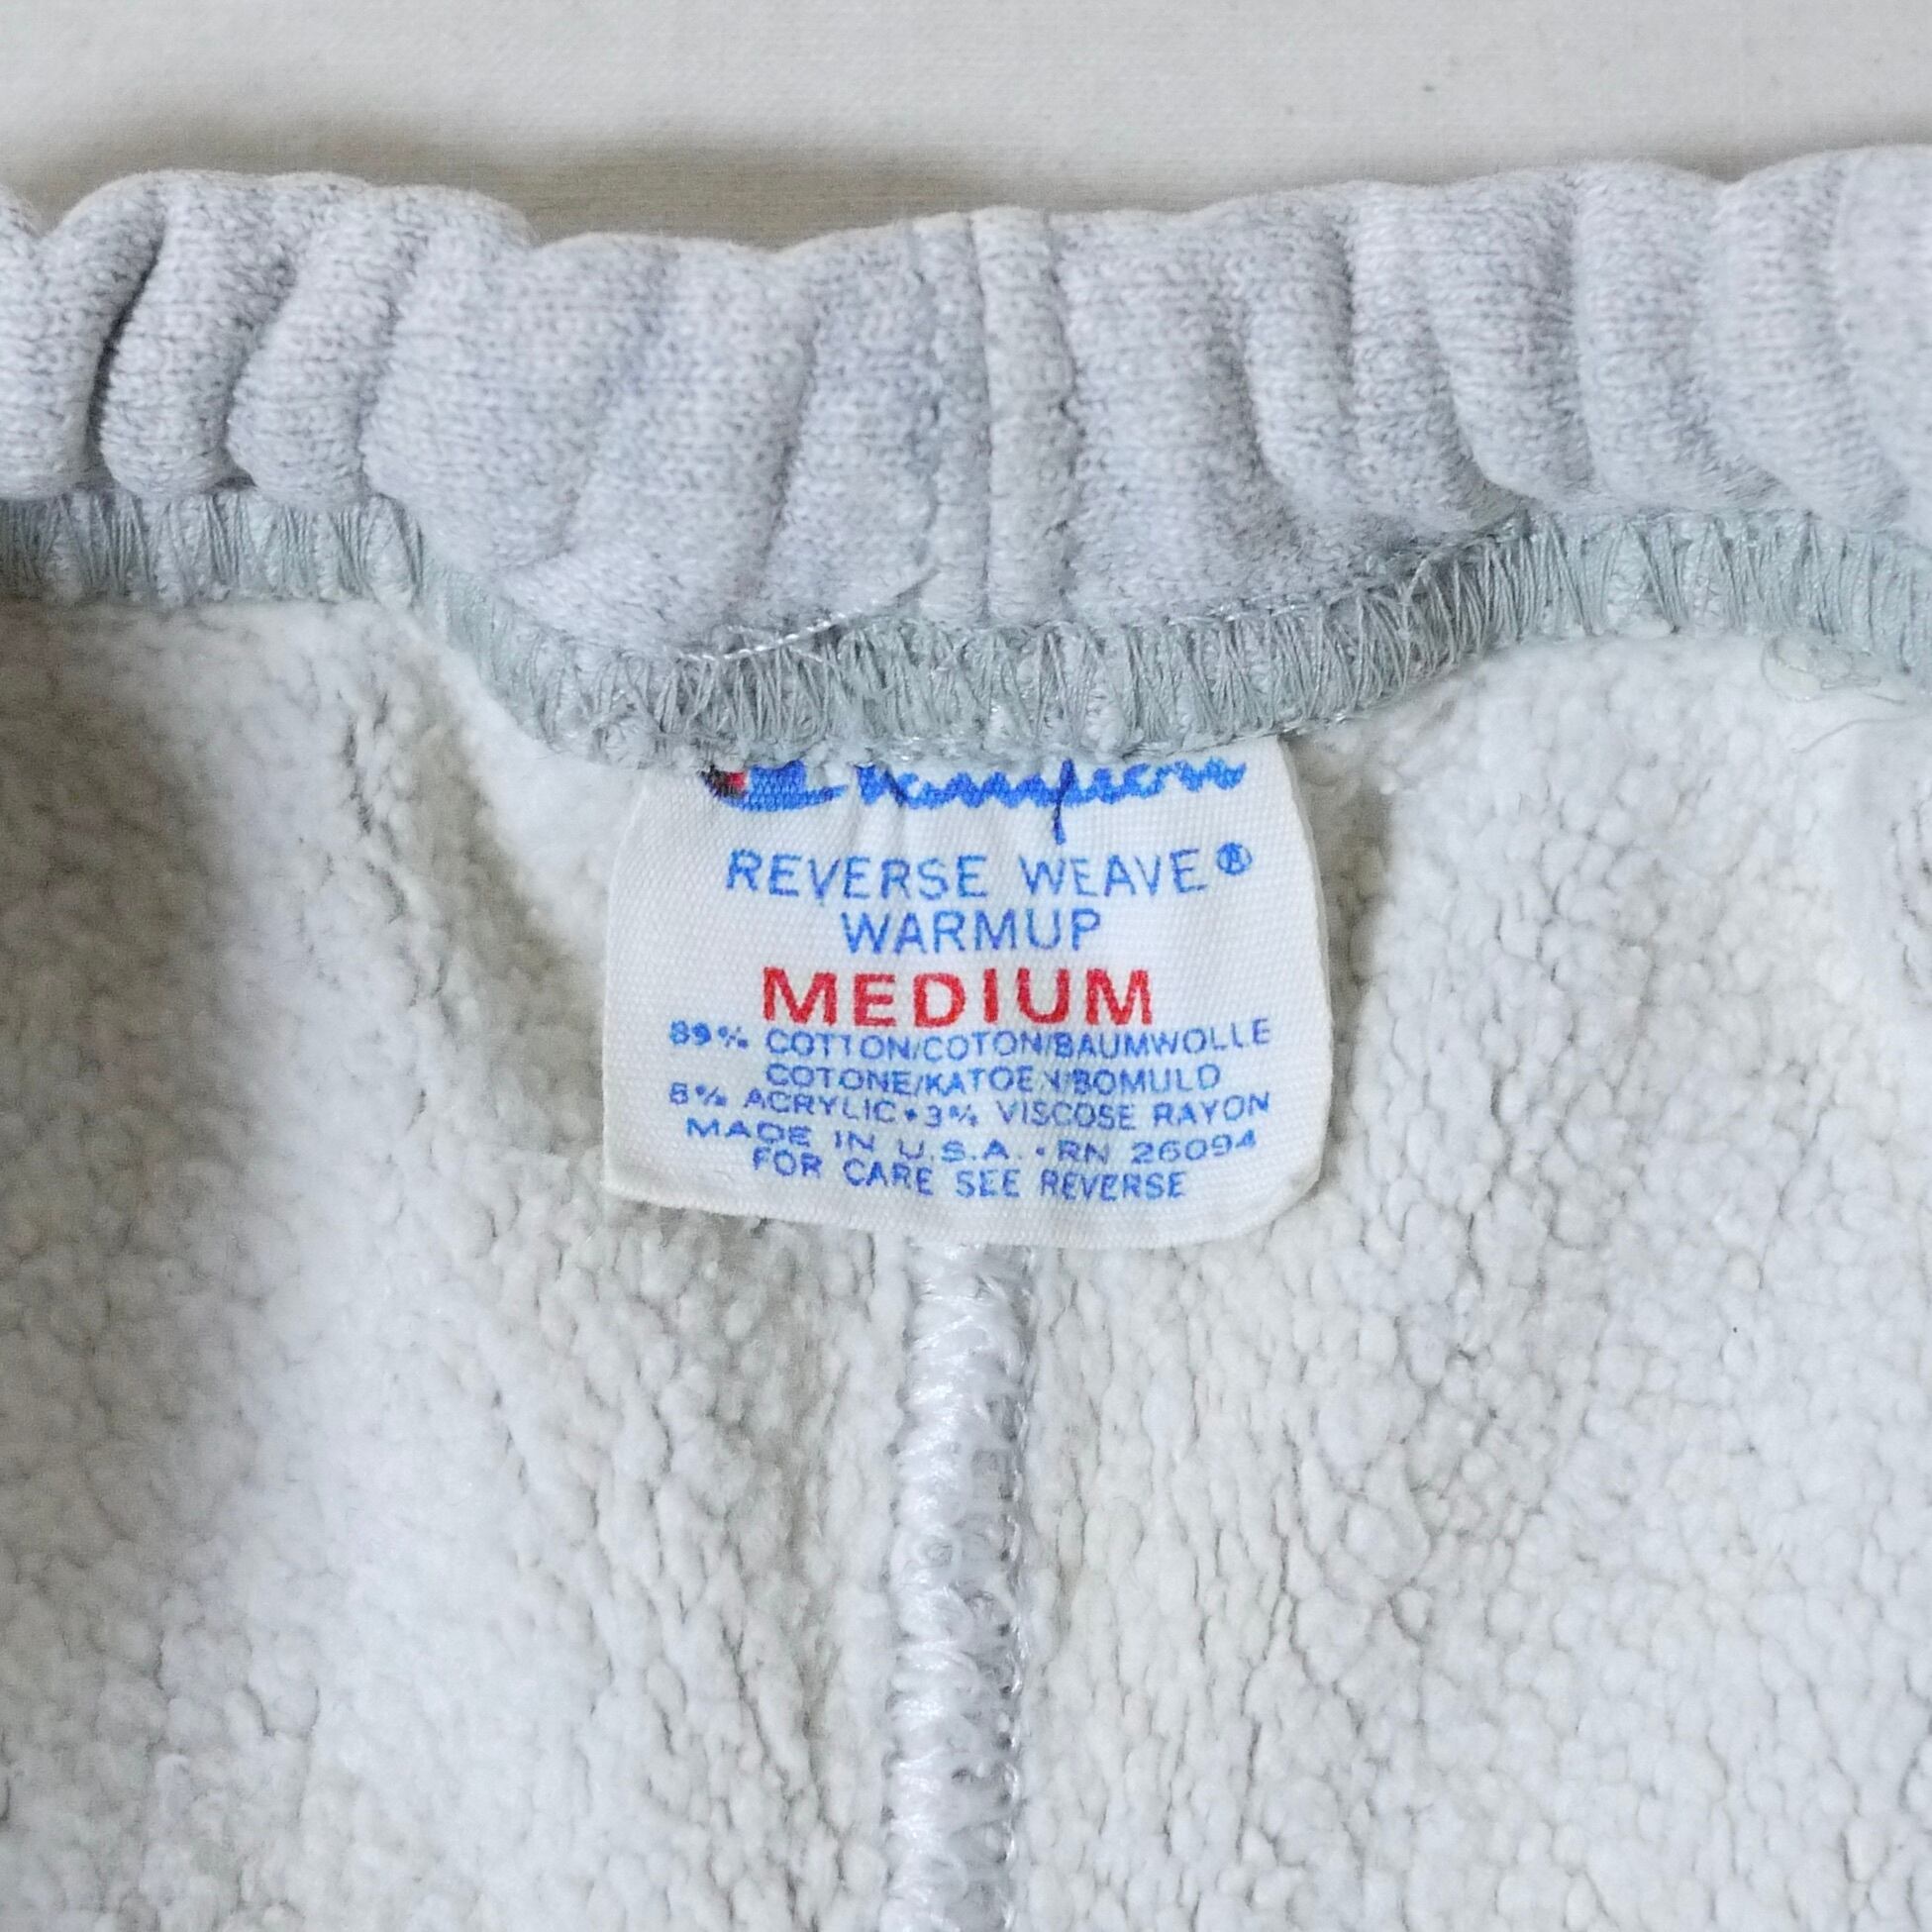 Champion
REVERSE WEAVE®
WARMUP
MEDIUM
89% COTTON/COTON/BAUMWOLLE
COTONE/KATOEN/BOMULD
8% ACRYLIC•3% VISCOSE RAYON
MADE IN U.S.A. • RN 26094
FOR CARE SEE REVERSE